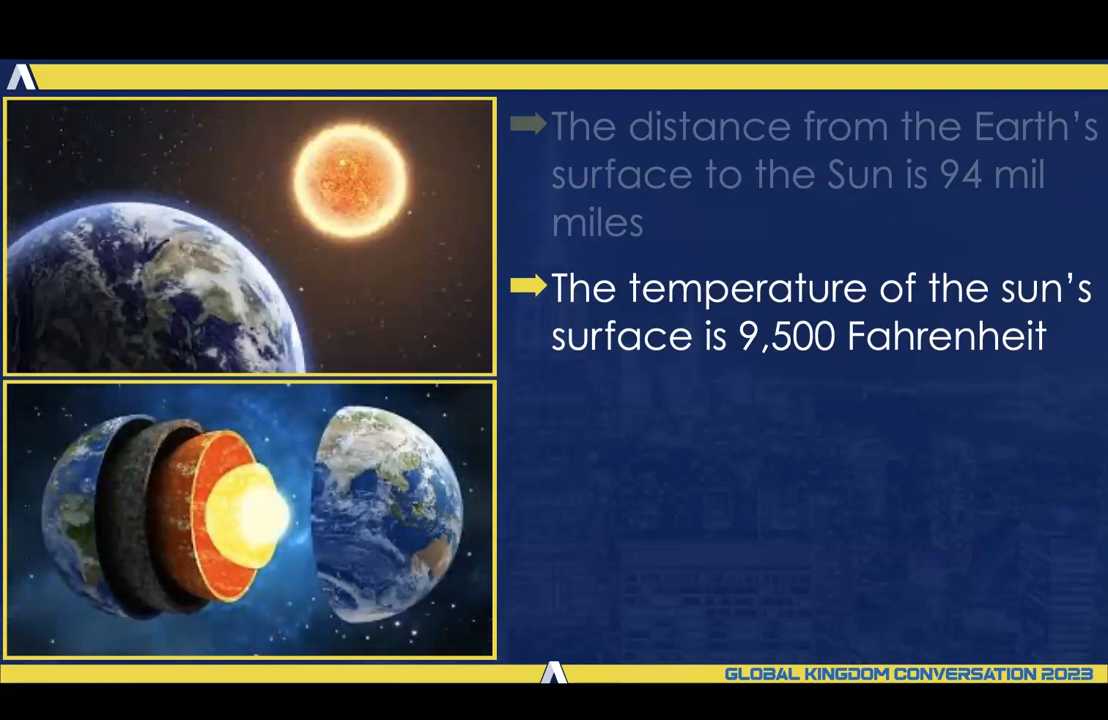 The distance from the Earth’s
surface to the Sun is 94 mil
miles
The temperature of the sun’s
surface is 9,500 Fahrenheit
GLOBAL KINGDOM CONVERSATION 2023